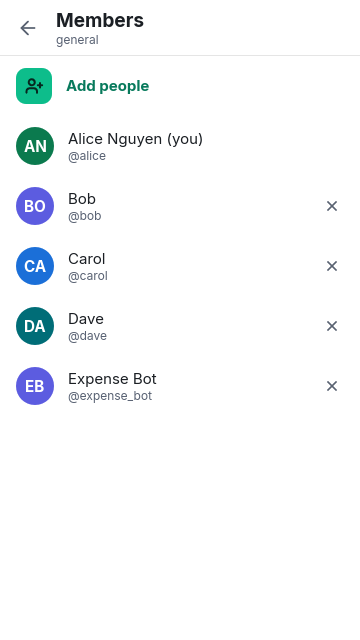 Members
general
Add people
AN
Alice Nguyen (you)
@alice
BO
Bob
@bob
CA
Carol
@carol
DA
Dave
@dave
EB
Expense Bot
@expense_bot